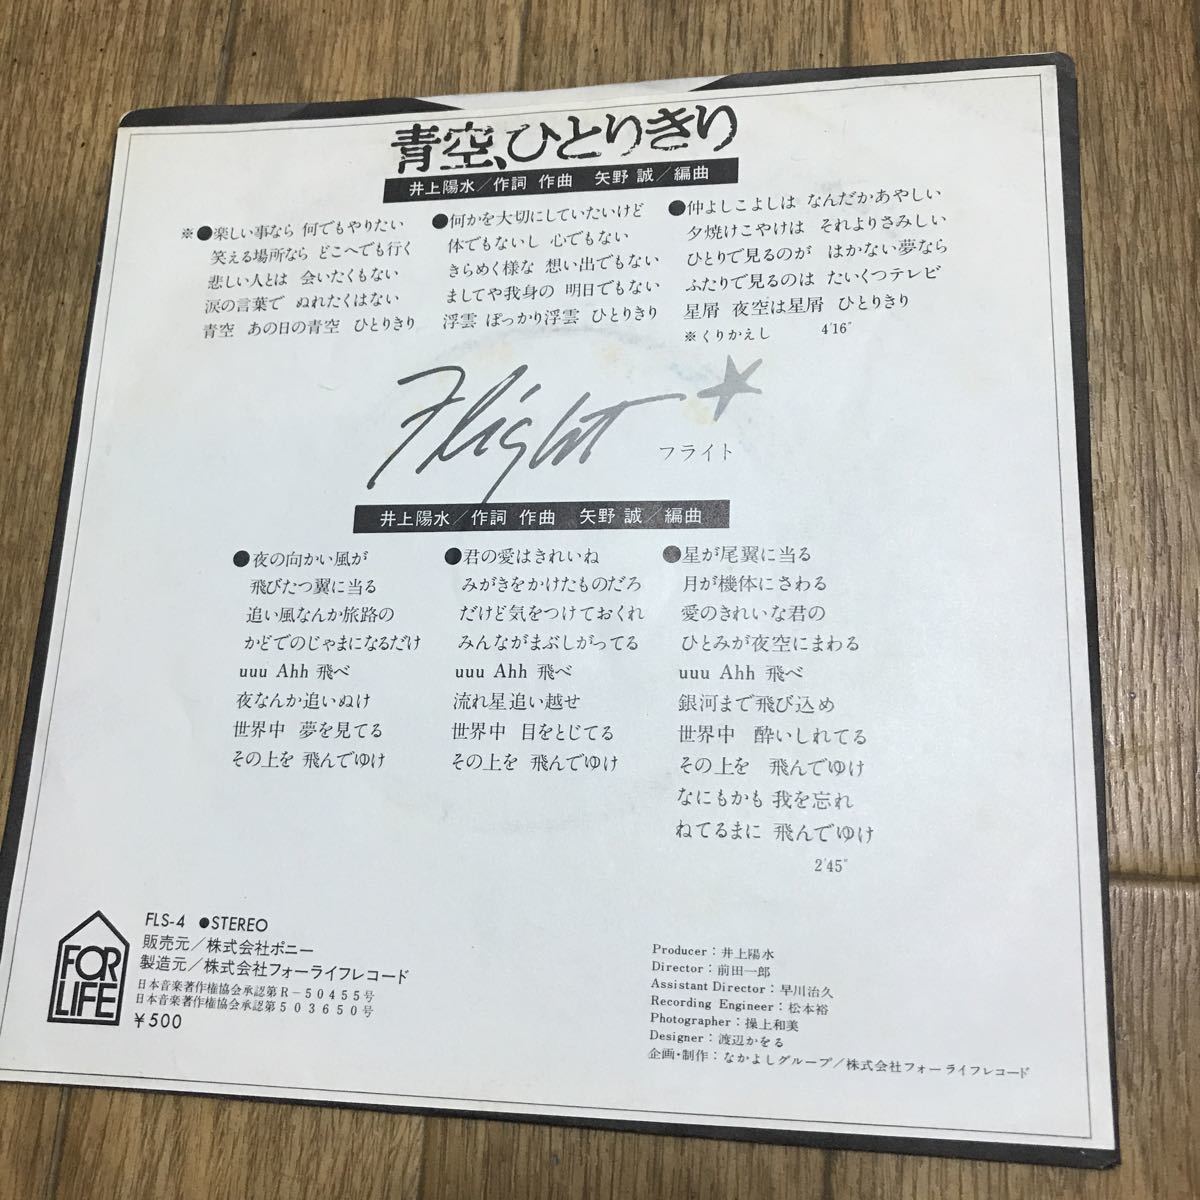 青空、ひとりきり
井上陽水／作詞 作曲　矢野 誠／編曲
※●楽しい事なら 何でもやりたい
笑える場所なら どこへでも行く
悲しい人とは 会いたくもない
涙の言葉で ぬれたくはない
青空 あの日の青空 ひとりきり
●何かを大切にしていたいけど
体でもないし 心でもない
きらめく様な 想い出でもない
ましてや我身の 明日でもない
浮雲 ぽっかり浮雲 ひとりきり
●仲よしこよしは なんだかあやしい
夕焼けこやけは それよりさみしい
ひとりで見るのが はかない夢なら
ふたりで見るのは たいくつテレビ
星屑 夜空は星屑 ひとりきり
※くりかえし 4′16″
Flight
フライト
井上陽水／作詞 作曲　矢野 誠／編曲
●夜の向かい風が
飛びたつ翼に当る
追い風なんか旅路の
かどでのじゃまになるだけ
uuu Ahh 飛べ
夜なんか追いぬけ
世界中 夢を見てる
その上を 飛んでゆけ
●君の愛はきれいね
みがきをかけたものだろ
だけど気をつけておくれ
みんながまぶしがってる
uuu Ahh 飛べ
流れ星追い越せ
世界中 目をとじてる
その上を 飛んでゆけ
●星が尾翼に当る
月が機体にさわる
愛のきれいな君の
ひとみが夜空にまわる
uuu Ahh 飛べ
銀河まで飛び込め
世界中 酔いしれてる
その上を 飛んでゆけ
なにもかも 我を忘れ
ねてるまに 飛んでゆけ
2′45″
FOR
LIFE
FLS-4 ●STEREO
販売元／株式会社ポニー
製造元／株式会社フォーライフレコード
日本音楽著作権協会承認第R－50455号
日本音楽著作権協会承認第503650号
￥500
Producer：井上陽水
Director：前田一郎
Assistant Director：早川治久
Recording Engineer：松本裕
Photographer：操上和美
Designer：渡辺かをる
企画・制作：なかよしグループ／株式会社フォーライフレコード